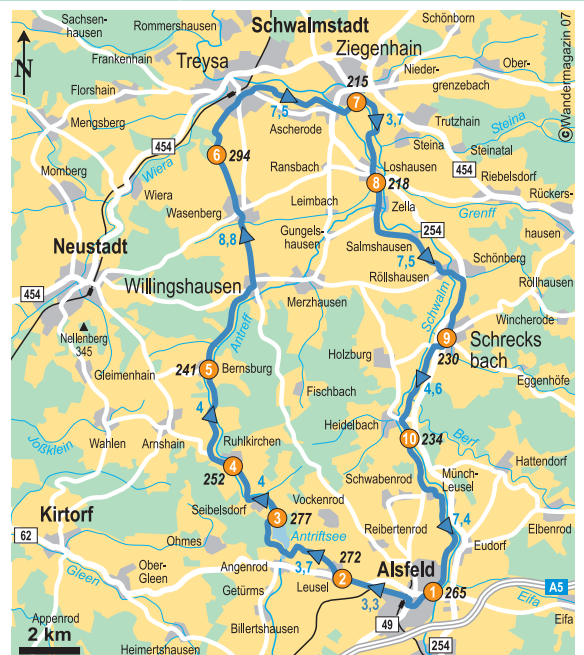 Sachsen-
hausen
Rommershausen
Schwalmstadt
Schönborn
N
Treysa
Ziegenhain
Frankenhain
Nieder-
grenzebach
Ober-
Florshain
215
7
7,5
3,7
Mengsberg
Ascherode
Trutzhain
Steina
454
Wiera
6
294
Steina
Steinatal
Momberg
Ransbach
Loshausen
8
218
454
Riebelsdorf
Wiera
Leimbach
Zella
Grenff
Rückers-
hausen
Wasenberg
Gungels-
hausen
254
Neustadt
8,8
Salmshausen
7,5
Schönberg
Röllshausen
Röllhausen
454
Willingshausen
Merzhausen
Schwalm
Antreff
Wincherode
Nellenberg
345
9
Schrecks
bach
230
Holzburg
241
5
Bernsburg
Eggenhöfe
Gleimenhain
4,6
Fischbach
4
Heidelbach
Joßklein
Wahlen
Arnshain
Ruhlkirchen
10
234
Berf
252
4
Hattendorf
4
Schwabenrod
Münch-
Leusel
Kirtorf
Seibelsdorf
3
277
Vockenrod
7,4
62
Ohmes
Antriftsee
Reibertenrod
Elbenrod
Eudorf
Ober-
Gleen
Angenrod
272
Gleen
3,7
2
Alsfeld
A5
Getürms
Leusel
1
265
Eifa
3,3
Appenrod
49
Eifa
2 km
Billertshausen
Heimertshausen
254
©Wandermagazin 07